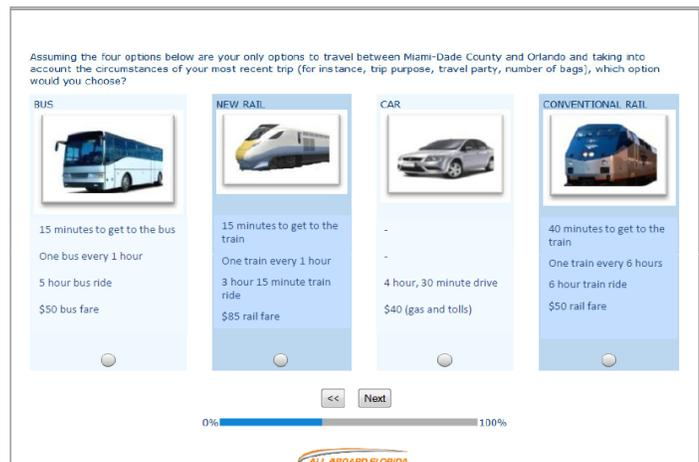 Assuming the four options below are your only options to travel between Miami-Dade County and Orlando and taking into
account the circumstances of your most recent trip (for instance, trip purpose, travel party, number of bags), which option
would you choose?
BUS
15 minutes to get to the bus
One bus every 1 hour
5 hour bus ride
$50 bus fare
NEW RAIL
15 minutes to get to the
train
One train every 1 hour
3 hour 15 minute train
ride
$85 rail fare
CAR
-
-
4 hour, 30 minute drive
$40 (gas and tolls)
CONVENTIONAL RAIL
40 minutes to get to the
train
One train every 6 hours
6 hour train ride
$50 rail fare
<< Next
0% 100%
ALL ABOARD FLORIDA